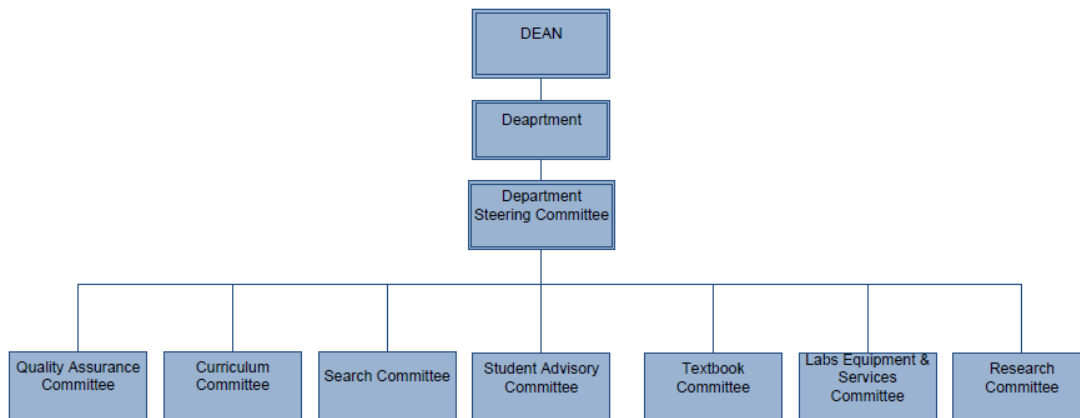 DEAN
Deaprtment
Department
Steering Committee
Quality Assurance
Committee
Curriculum
Committee
Search Committee
Student Advisory
Committee
Textbook
Committee
Labs Equipment &
Services
Committee
Research
Committee